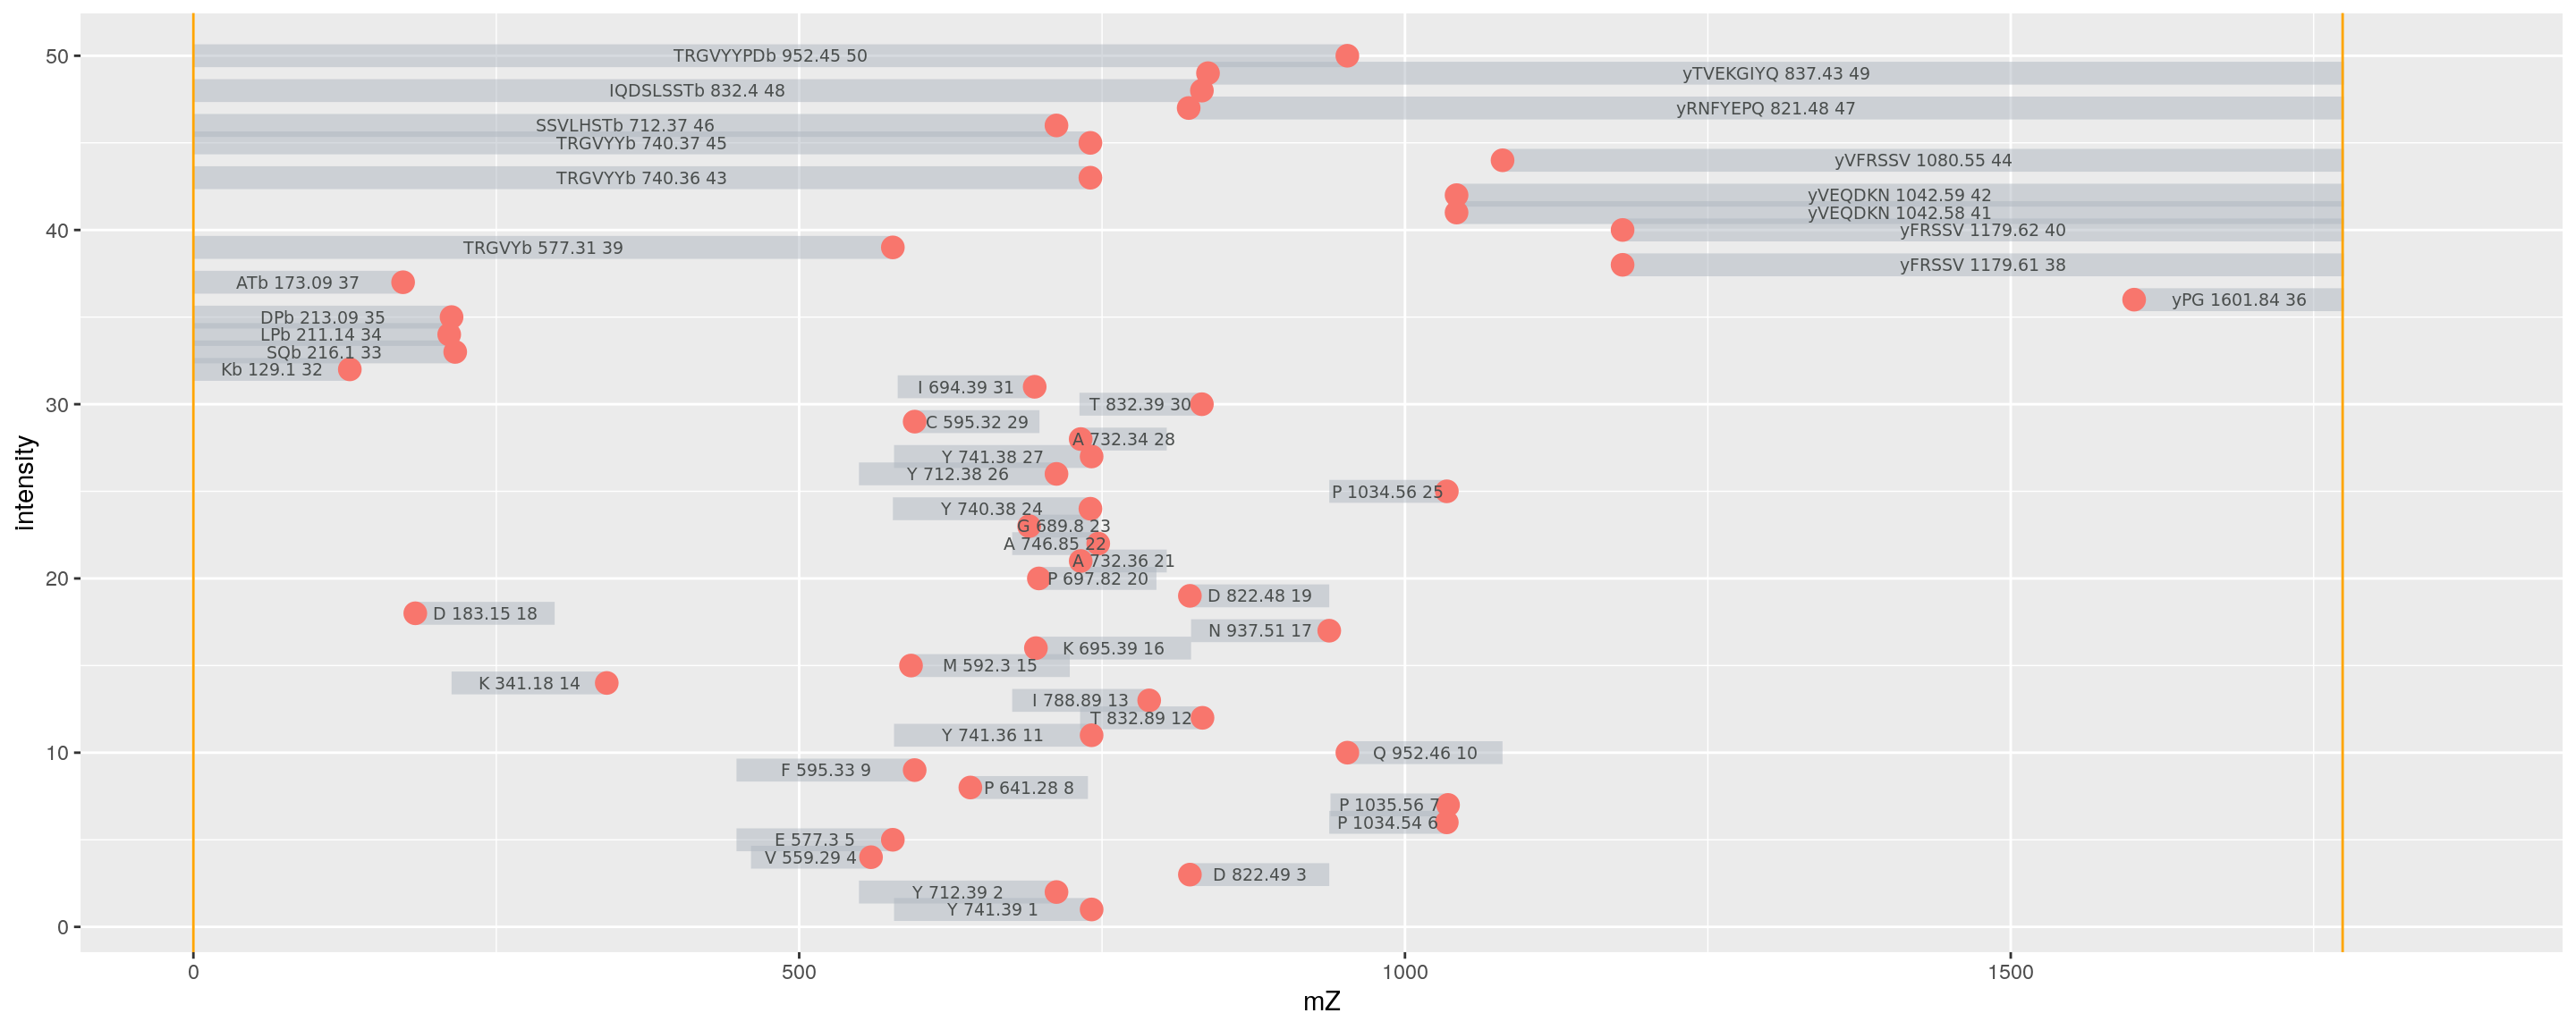 50
TRGVYYPDb 952.45 50
yTVEKGIYQ 837.43 49
IQDSLSSTb 832.4 48
yRNFYEPQ 821.48 47
SSVLHSTb 712.37 46
TRGVYYb 740.37 45
yVFRSSV 1080.55 44
TRGVYYb 740.36 43
yVEQDKN 1042.59 42
yVEQDKN 1042.58 41
40
yFRSSV 1179.62 40
TRGVYb 577.31 39
yFRSSV 1179.61 38
ATb 173.09 37
yPG 1601.84 36
DPb 213.09 35
LPb 211.14 34
SQb 216.1 33
Kb 129.1 32
I 694.39 31
30
T 832.39 30
C 595.32 29
A 732.34 28
Y 741.38 27
Y 712.38 26
P 1034.56 25
Y 740.38 24
G 689.8 23
A 746.85 22
A 732.36 21
20
P 697.82 20
D 822.48 19
D 183.15 18
N 937.51 17
K 695.39 16
M 592.3 15
K 341.18 14
I 788.89 13
T 832.89 12
Y 741.36 11
10
Q 952.46 10
F 595.33 9
P 641.28 8
P 1035.56 7
P 1034.54 6
E 577.3 5
V 559.29 4
D 822.49 3
Y 712.39 2
Y 741.39 1
0
intensity
0 500 1000 1500
mZ